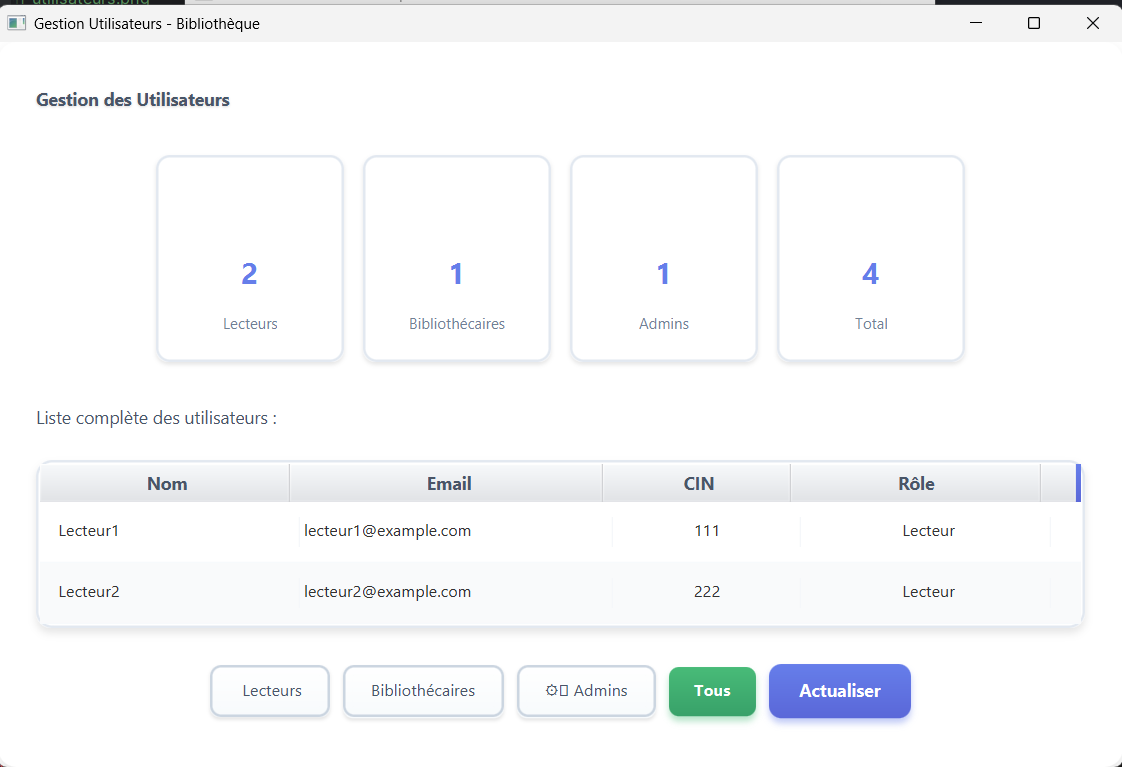 utilisateurs.png
Gestion Utilisateurs - Bibliothèque
Gestion des Utilisateurs
2 1 1 4
Lecteurs Bibliothécaires Admins Total
Liste complète des utilisateurs :
Nom Email CIN Rôle
Lecteur1 lecteur1@example.com 111 Lecteur
Lecteur2 lecteur2@example.com 222 Lecteur
Lecteurs Bibliothécaires ⚙▯ Admins Tous Actualiser